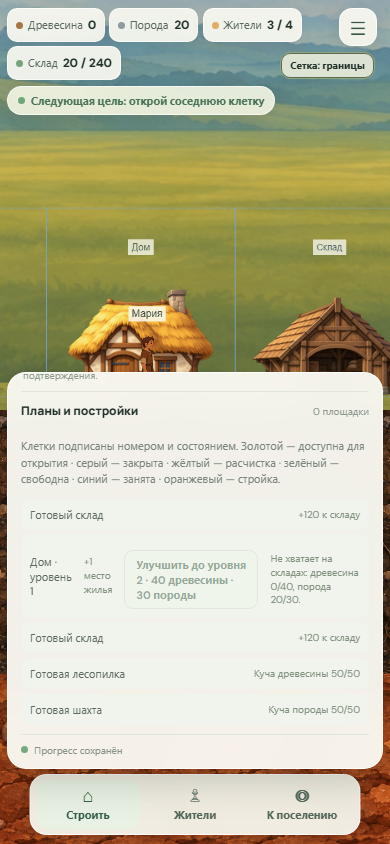 Древесина 0
Порода 20
Жители 3 / 4
Склад 20 / 240
Сетка: границы
Следующая цель: открой соседнюю клетку
Дом
Склад
Мария
подтверждения.
Планы и постройки
0 площадки
Клетки подписаны номером и состоянием. Золотой — доступна для
открытия · серый — закрыта · жёлтый — расчистка · зелёный —
свободна · синий — занята · оранжевый — стройка.
Готовый склад
+120 к складу
Дом ·
уровень
1
+1
место
жилья
Улучшить до уровня
2 · 40 древесины ·
30 породы
Не хватает на
складах: древесина
0/40, порода
20/30.
Готовый склад
+120 к складу
Готовая лесопилка
Куча древесины 50/50
Готовая шахта
Куча породы 50/50
Прогресс сохранён
Строить
Жители
К поселению